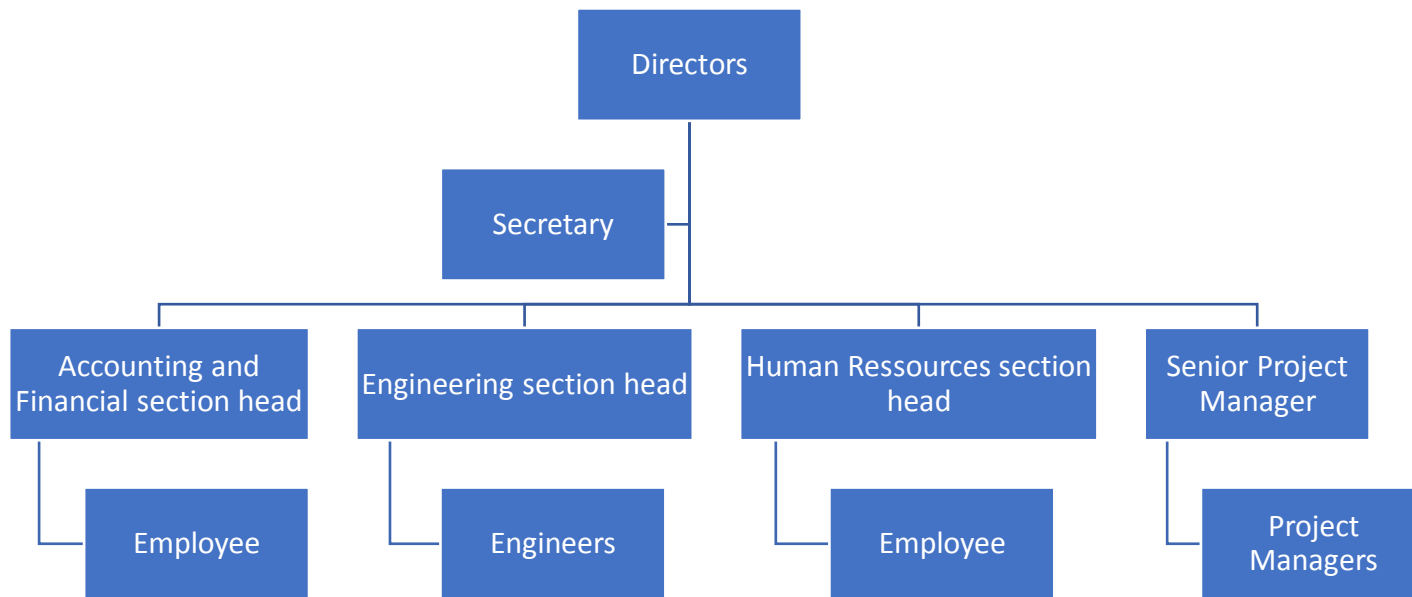 Directors
Secretary
Accounting and
Financial section head
Engineering section head
Human Ressources section
head
Senior Project
Manager
Employee
Engineers
Employee
Project
Managers